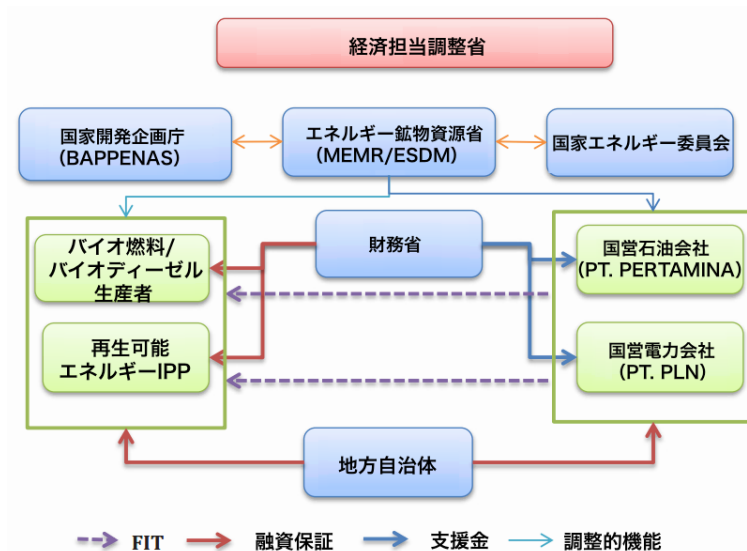 経済担当調整省
国家開発企画庁
(BAPPENAS)
エネルギー鉱物資源省
(MEMR/ESDM)
国家エネルギー委員会
バイオ燃料/
バイオディーゼル
生産者
財務省
国営石油会社
(PT. PERTAMINA)
再生可能
エネルギーIPP
国営電力会社
(PT. PLN)
地方自治体
FIT
融資保証
支援金
調整的機能